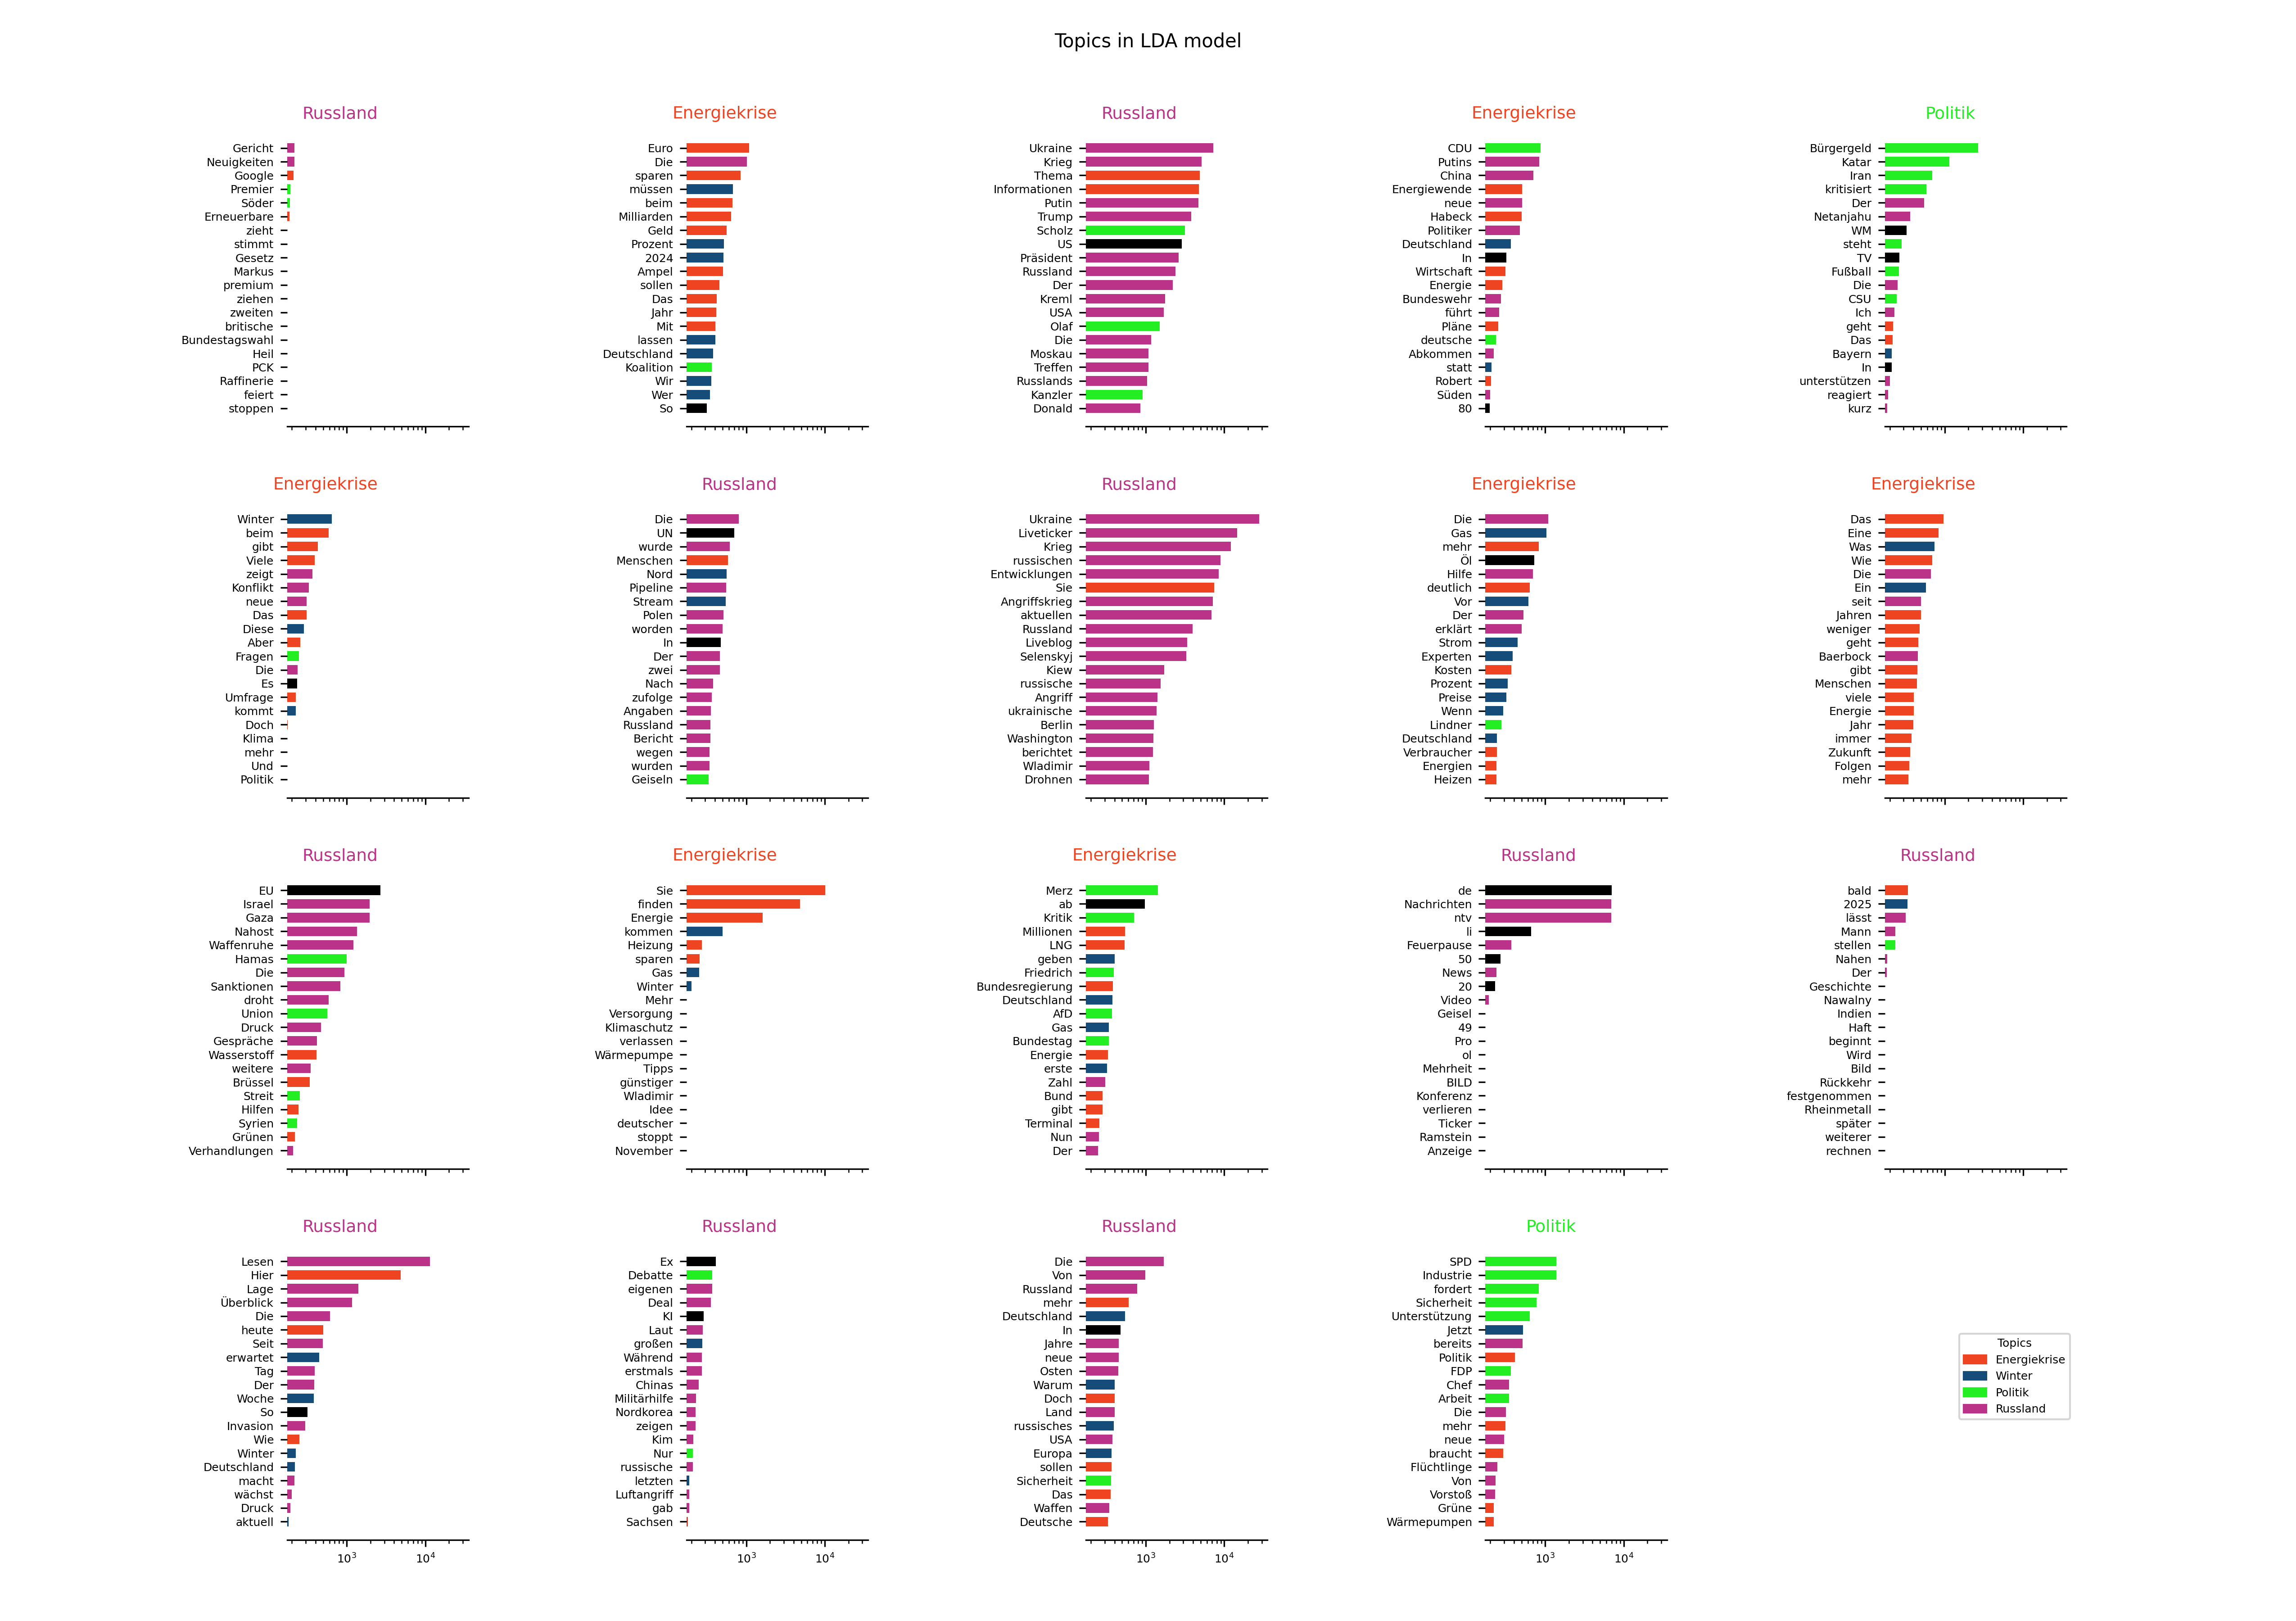 Topics in LDA model
Russland
Gericht
Neuigkeiten
Google
Premier
Söder
Erneuerbare
zieht
stimmt
Gesetz
Markus
premium
ziehen
zweiten
britische
Bundestagswahl
Heil
PCK
Raffinerie
feiert
stoppen
Energiekrise
Euro
Die
sparen
müssen
beim
Milliarden
Geld
Prozent
2024
Ampel
sollen
Das
Jahr
Mit
lassen
Deutschland
Koalition
Wir
Wer
So
Russland
Ukraine
Krieg
Thema
Informationen
Putin
Trump
Scholz
US
Präsident
Russland
Der
Kreml
USA
Olaf
Die
Moskau
Treffen
Russlands
Kanzler
Donald
Energiekrise
CDU
Putins
China
Energiewende
neue
Habeck
Politiker
Deutschland
In
Wirtschaft
Energie
Bundeswehr
führt
Pläne
deutsche
Abkommen
statt
Robert
Süden
80
Politik
Bürgergeld
Katar
Iran
kritisiert
Der
Netanjahu
WM
steht
TV
Fußball
Die
CSU
Ich
geht
Das
Bayern
In
unterstützen
reagiert
kurz
Energiekrise
Winter
beim
gibt
Viele
zeigt
Konflikt
neue
Das
Diese
Aber
Fragen
Die
Es
Umfrage
kommt
Doch
Klima
mehr
Und
Politik
Russland
Die
UN
wurde
Menschen
Nord
Pipeline
Stream
Polen
worden
In
Der
zwei
Nach
zufolge
Angaben
Russland
Bericht
wegen
wurden
Geiseln
Russland
Ukraine
Liveticker
Krieg
russischen
Entwicklungen
Sie
Angriffskrieg
aktuellen
Russland
Liveblog
Selenskyj
Kiew
russische
Angriff
ukrainische
Berlin
Washington
berichtet
Wladimir
Drohnen
Energiekrise
Die
Gas
mehr
Öl
Hilfe
deutlich
Vor
Der
erklärt
Strom
Experten
Kosten
Prozent
Preise
Wenn
Lindner
Deutschland
Verbraucher
Energien
Heizen
Energiekrise
Das
Eine
Was
Wie
Die
Ein
seit
Jahren
weniger
geht
Baerbock
gibt
Menschen
viele
Energie
Jahr
immer
Zukunft
Folgen
mehr
Russland
EU
Israel
Gaza
Nahost
Waffenruhe
Hamas
Die
Sanktionen
droht
Union
Druck
Gespräche
Wasserstoff
weitere
Brüssel
Streit
Hilfen
Syrien
Grünen
Verhandlungen
Energiekrise
Sie
finden
Energie
kommen
Heizung
sparen
Gas
Winter
Mehr
Versorgung
Klimaschutz
verlassen
Wärmepumpe
Tipps
günstiger
Wladimir
Idee
deutscher
stoppt
November
Energiekrise
Merz
ab
Kritik
Millionen
LNG
geben
Friedrich
Bundesregierung
Deutschland
AfD
Gas
Bundestag
Energie
erste
Zahl
Bund
gibt
Terminal
Nun
Der
Russland
de
Nachrichten
ntv
li
Feuerpause
50
News
20
Video
Geisel
49
Pro
ol
Mehrheit
BILD
Konferenz
verlieren
Ticker
Ramstein
Anzeige
Russland
bald
2025
lässt
Mann
stellen
Nahen
Der
Geschichte
Nawalny
Indien
Haft
beginnt
Wird
Bild
Rückkehr
festgenommen
Rheinmetall
später
weiterer
rechnen
Russland
Lesen
Hier
Lage
Überblick
Die
heute
Seit
erwartet
Tag
Der
Woche
So
Invasion
Wie
Winter
Deutschland
macht
wächst
Druck
aktuell
10³ 10⁴
Russland
Ex
Debatte
eigenen
Deal
KI
Laut
großen
Während
erstmals
Chinas
Militärhilfe
Nordkorea
zeigen
Kim
Nur
russische
letzten
Luftangriff
gab
Sachsen
10³ 10⁴
Russland
Die
Von
Russland
mehr
Deutschland
In
Jahre
neue
Osten
Warum
Doch
Land
russisches
USA
Europa
sollen
Sicherheit
Das
Waffen
Deutsche
10³ 10⁴
Politik
SPD
Industrie
fordert
Sicherheit
Unterstützung
Jetzt
bereits
Politik
FDP
Chef
Arbeit
Die
mehr
neue
braucht
Flüchtlinge
Von
Vorstoß
Grüne
Wärmepumpen
10³ 10⁴
Topics
Energiekrise
Winter
Politik
Russland